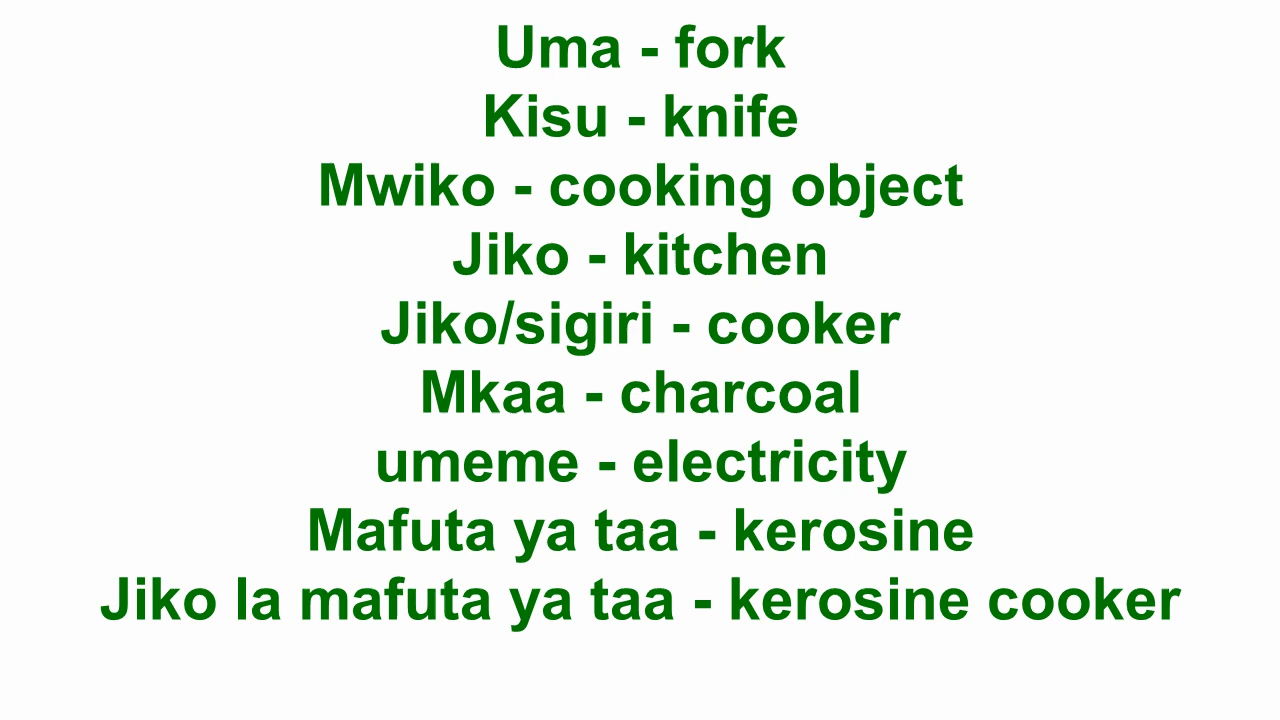 Uma - fork
Kisu - knife
Mwiko - cooking object
Jiko - kitchen
Jiko/sigiri - cooker
Mkaa - charcoal
umeme - electricity
Mafuta ya taa - kerosine
Jiko la mafuta ya taa - kerosine cooker